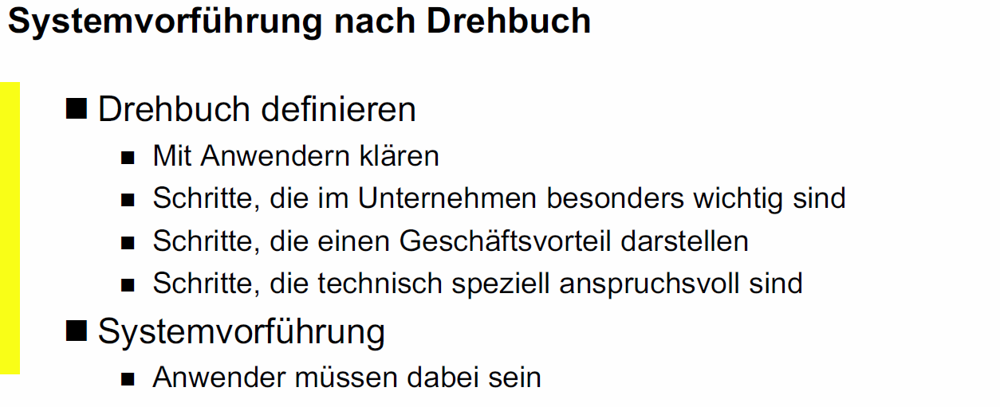 Systemvorführung nach Drehbuch
■ Drehbuch definieren
■ Mit Anwendern klären
■ Schritte, die im Unternehmen besonders wichtig sind
■ Schritte, die einen Geschäftsvorteil darstellen
■ Schritte, die technisch speziell anspruchsvoll sind
■ Systemvorführung
■ Anwender müssen dabei sein